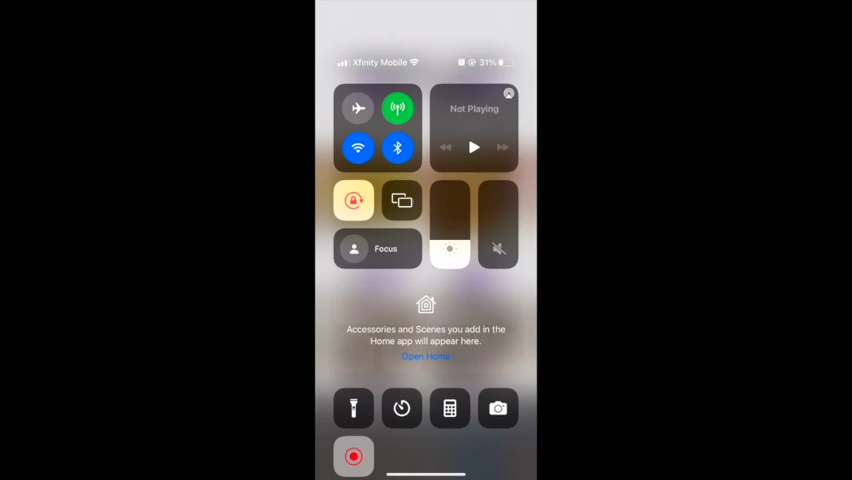 Xfinity Mobile 31%
Not Playing
Focus
Accessories and Scenes you add in the
Home app will appear here.
Open Home